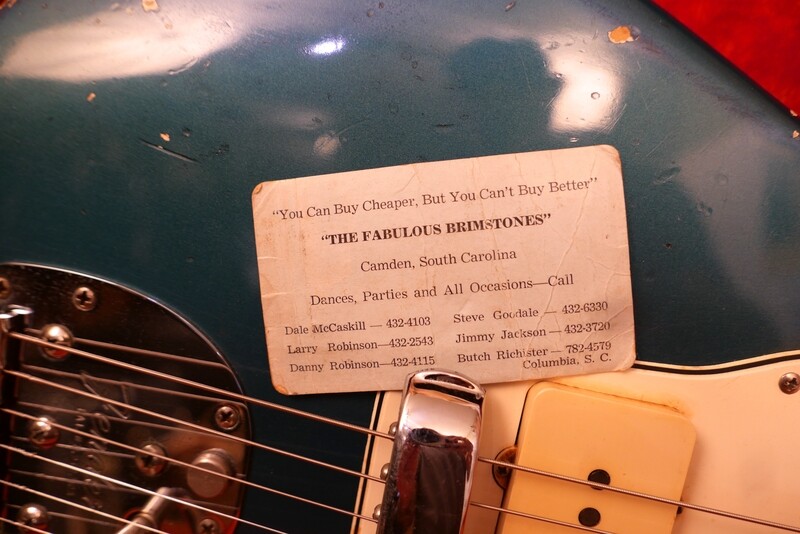 “You Can Buy Cheaper, But You Can't Buy Better”
“THE FABULOUS BRIMSTONES”
Camden, South Carolina
Dances, Parties and All Occasions—Call
Dale McCaskill — 432-4103
Larry Robinson—432-2543
Danny Robinson—432-4115
Steve Goodale — 432-6330
Jimmy Jackson — 432-3720
Butch Richister — 782-4579
Columbia, S. C.